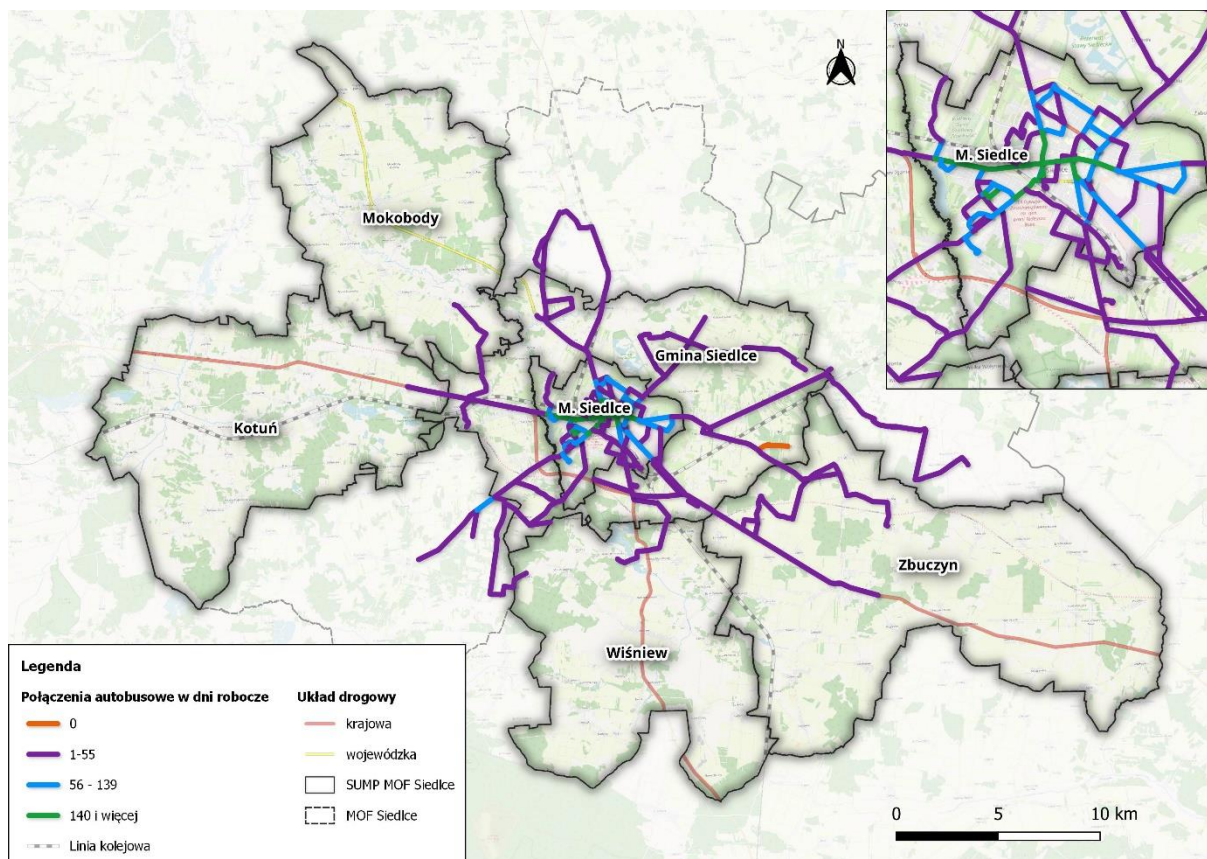 N
M. Siedlce
Mokobody
Gmina Siedlce
M. Siedlce
Kotuń
Zbuczyn
Wiśniew
Legenda
Połączenia autobusowe w dni robocze
0
1-55
56 - 139
140 i więcej
Linia kolejowa
Układ drogowy
krajowa
wojewódzka
SUMP MOF Siedlce
MOF Siedlce
0 5 10 km